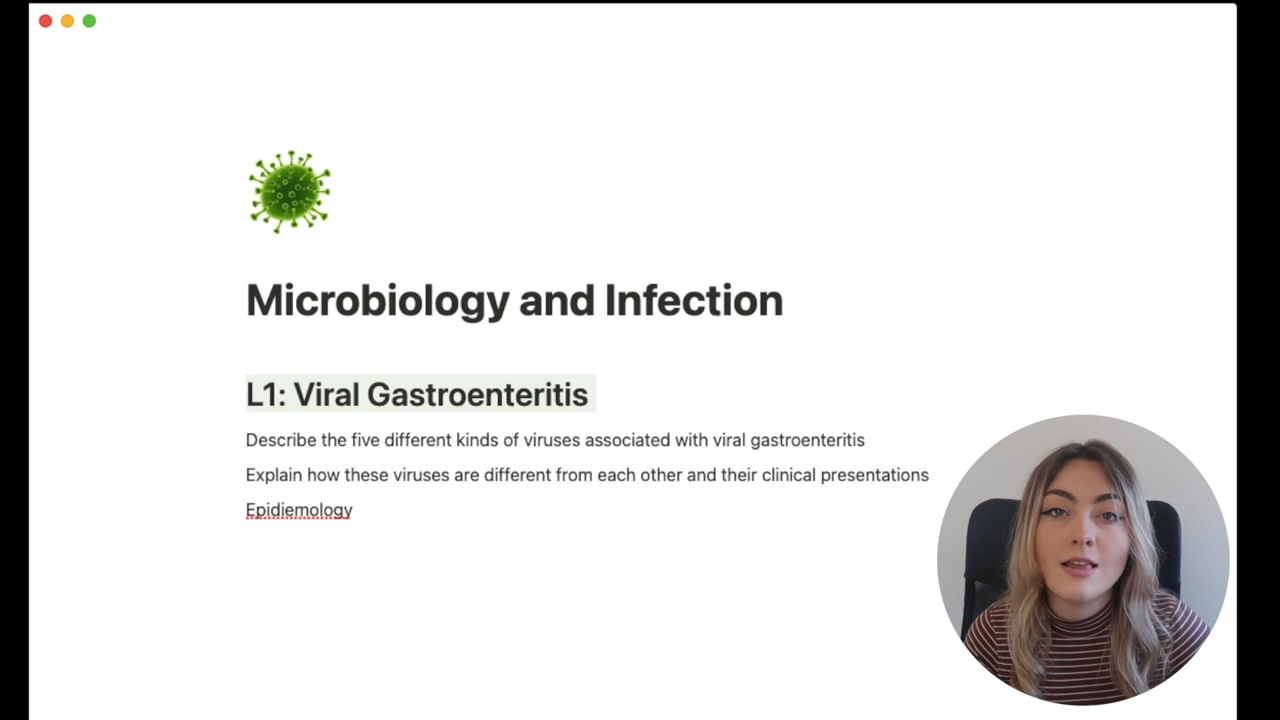 Microbiology and Infection
L1: Viral Gastroenteritis
Describe the five different kinds of viruses associated with viral gastroenteritis
Explain how these viruses are different from each other and their clinical presentations
Epidiemology